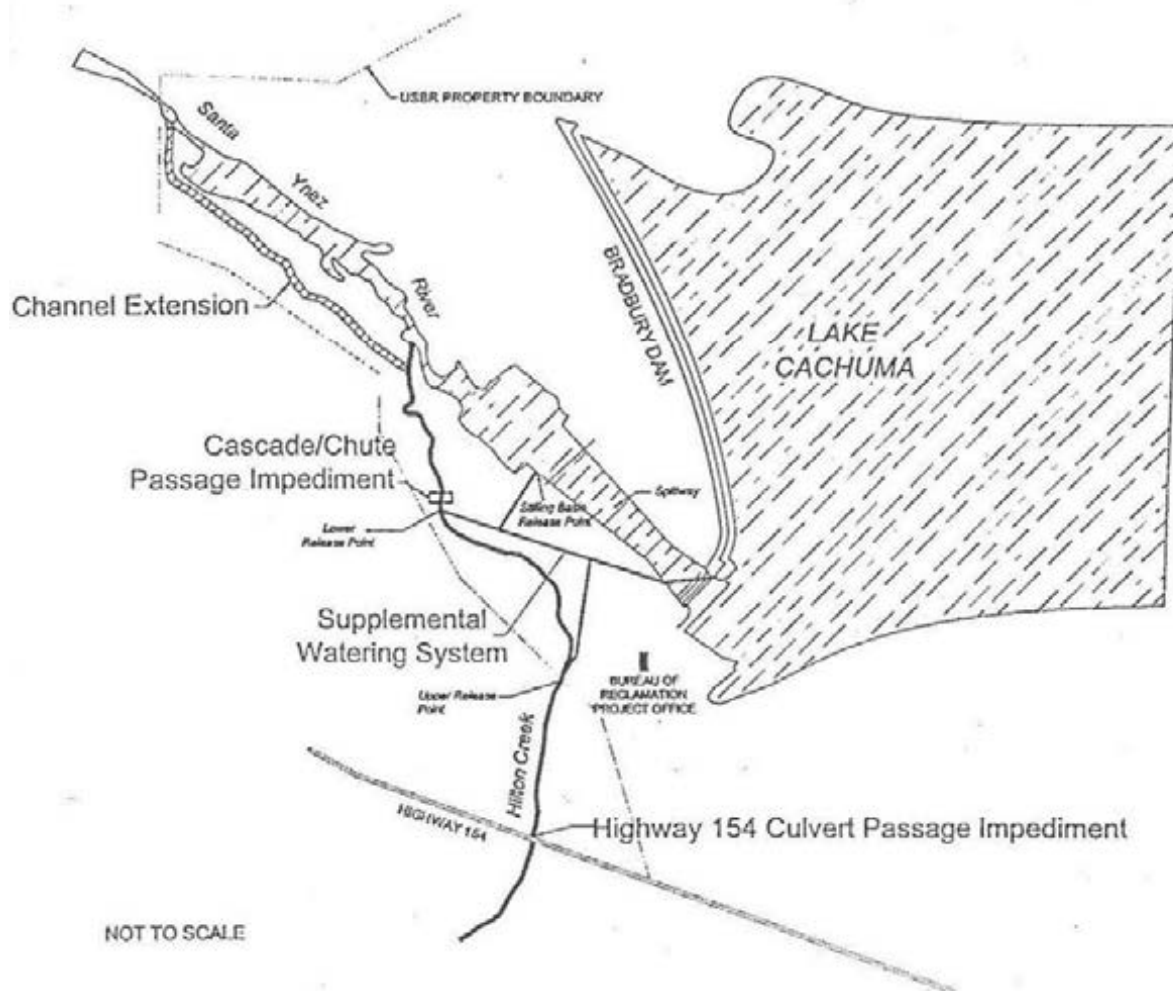 USBR PROPERTY BOUNDARY
Santa
Ynez
River
BRADBURY DAM
LAKE
CACHUMA
Channel Extension
Cascade/Chute
Passage Impediment
Lower
Release Point
Stilling Basin
Release Point
Spillway
Supplemental
Watering System
Upper Release
Point
BUREAU OF
RECLAMATION
PROJECT OFFICE
Hilton Creek
HIGHWAY 154
Highway 154 Culvert Passage Impediment
NOT TO SCALE